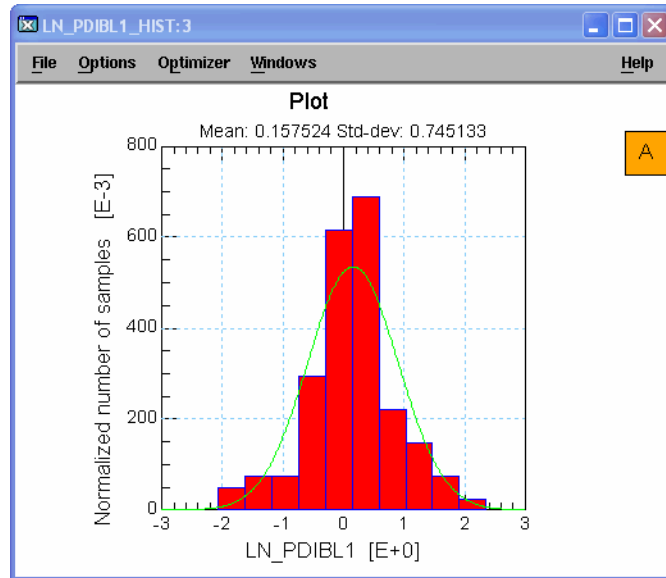 LN_PDIBL1_HIST:3
File Options Optimizer Windows Help
Plot
Mean: 0.157524 Std-dev: 0.745133
A
Normalized number of samples [E-3]
800
600
400
200
0
-3 -2 -1 0 1 2 3
LN_PDIBL1 [E+0]